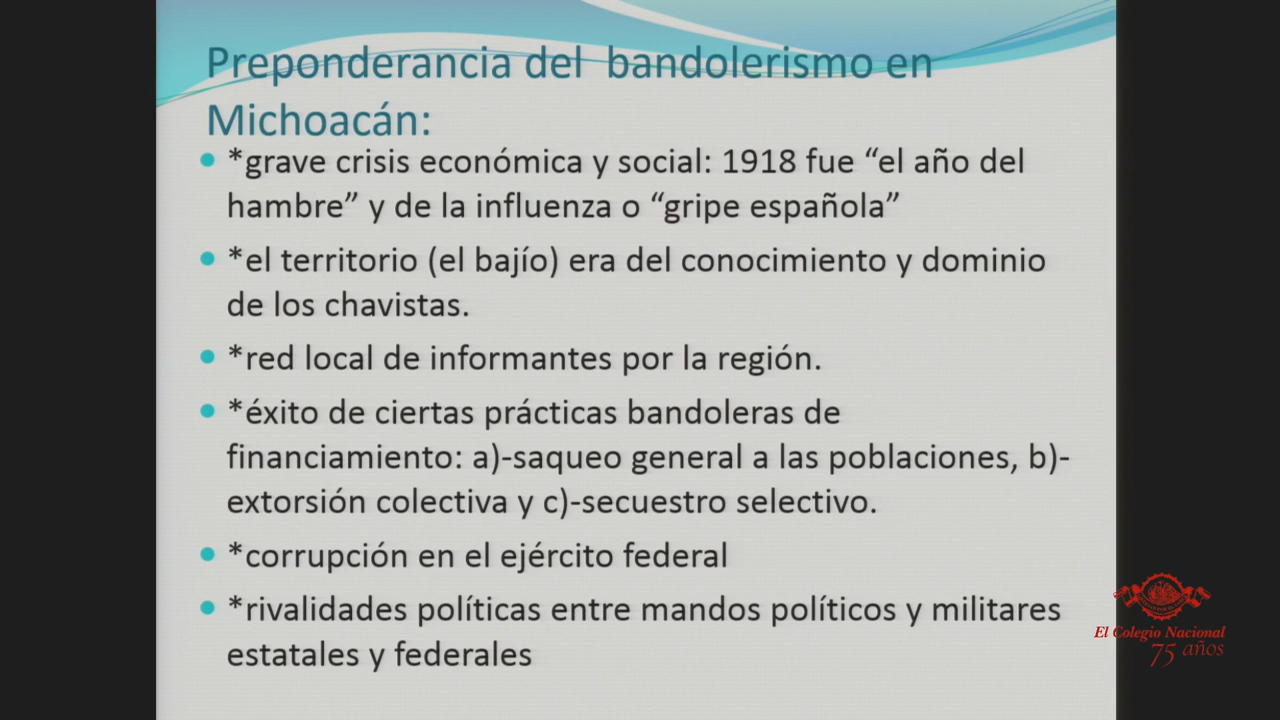 Preponderancia del bandolerismo en
Michoacán:
*grave crisis económica y social: 1918 fue “el año del
hambre” y de la influenza o “gripe española”
*el territorio (el bajío) era del conocimiento y dominio
de los chavistas.
*red local de informantes por la región.
*éxito de ciertas prácticas bandoleras de
financiamiento: a)-saqueo general a las poblaciones, b)-
extorsión colectiva y c)-secuestro selectivo.
*corrupción en el ejército federal
*rivalidades políticas entre mandos políticos y militares
estatales y federales
El Colegio Nacional
75 años